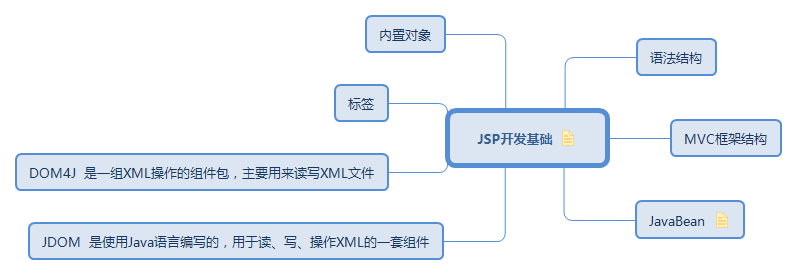 内置对象
语法结构
标签
JSP开发基础
MVC框架结构
DOM4J 是一组XML操作的组件包，主要用来读写XML文件
JavaBean
JDOM 是使用Java语言编写的，用于读、写、操作XML的一套组件